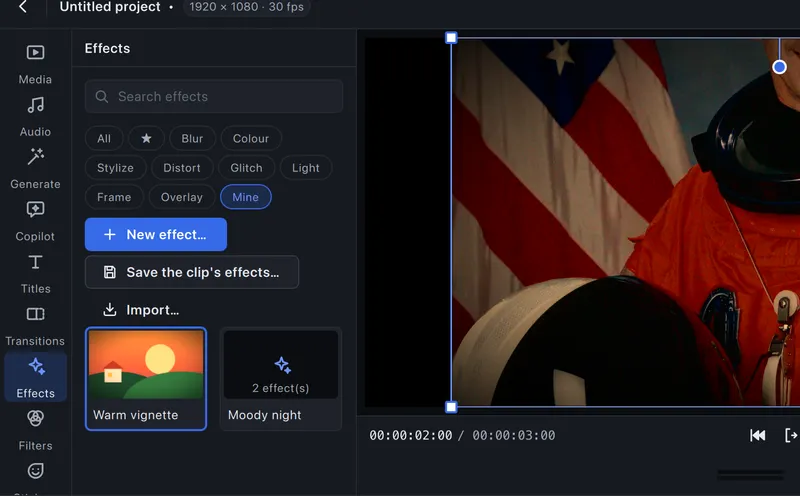 Untitled project • 1920 × 1080 · 30 fps
Effects
Media
Audio
Generate
Copilot
Titles
Transitions
Effects
Filters
Search effects
All ★ Blur Colour
Stylize Distort Glitch Light
Frame Overlay Mine
New effect...
Save the clip's effects...
Import...
2 effect(s)
Warm vignette Moody night
00:00:02:00 / 00:00:03:00